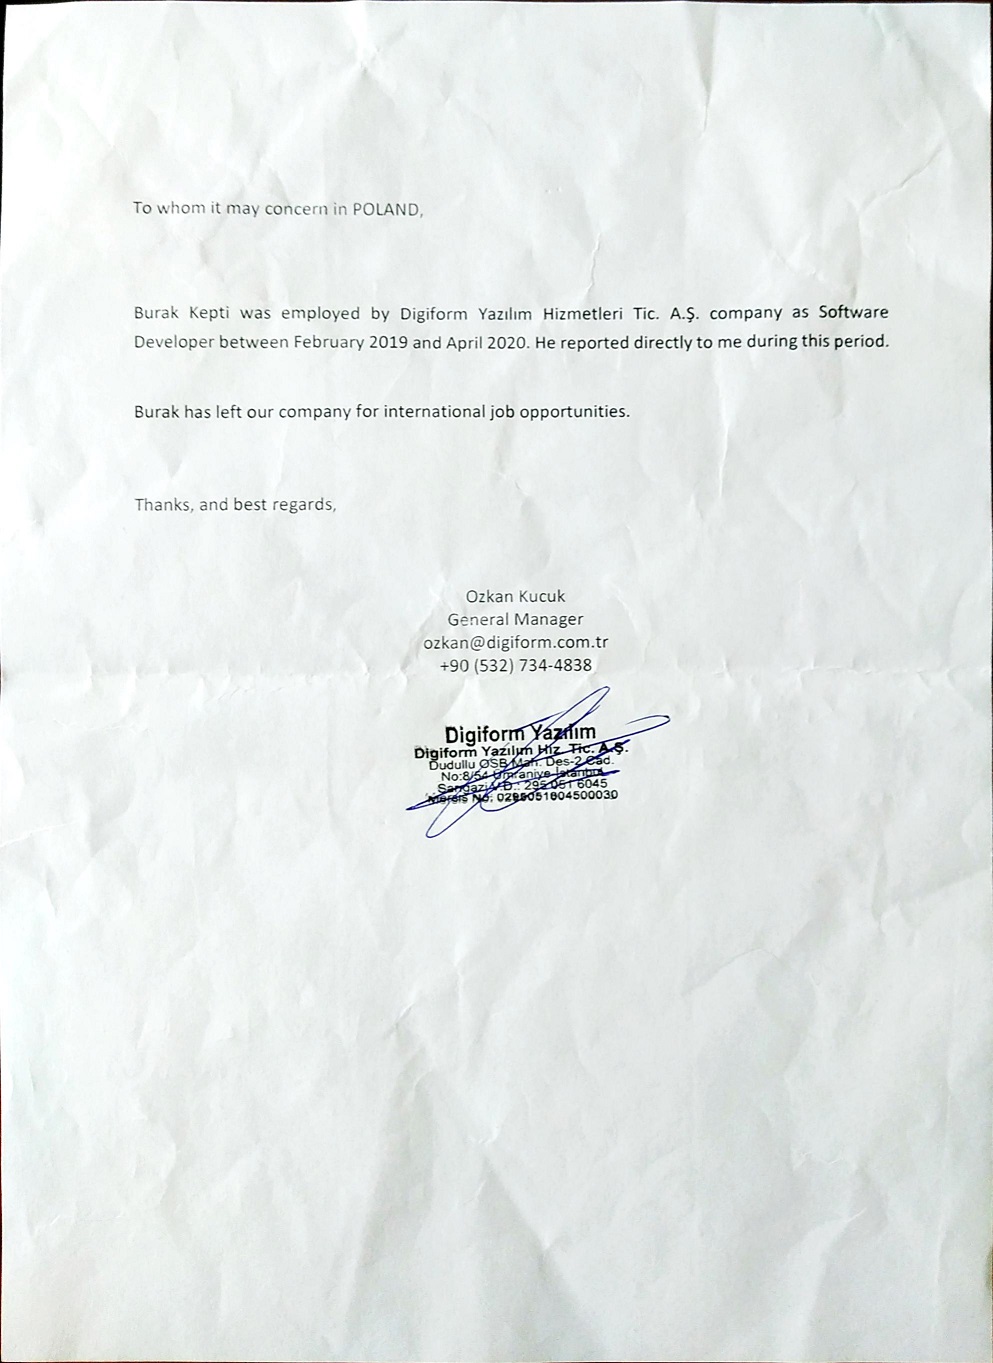 To whom it may concern in POLAND,
Burak Kepti was employed by Digiform Yazılım Hizmetleri Tic. A.Ş. company as Software
Developer between February 2019 and April 2020. He reported directly to me during this period.
Burak has left our company for international job opportunities.
Thanks, and best regards,
Ozkan Kucuk
General Manager
ozkan@digiform.com.tr
+90 (532) 734-4838
Digiform Yazılım
Digiform Yazılım Hiz. Tic. A.Ş.
Dudullu OSB Mah. Des-2 Cad.
No:8/54 Ümraniye İstanbul
Sarıgazi V.D.: 295 051 6045
Mersis No: 0295051604500030